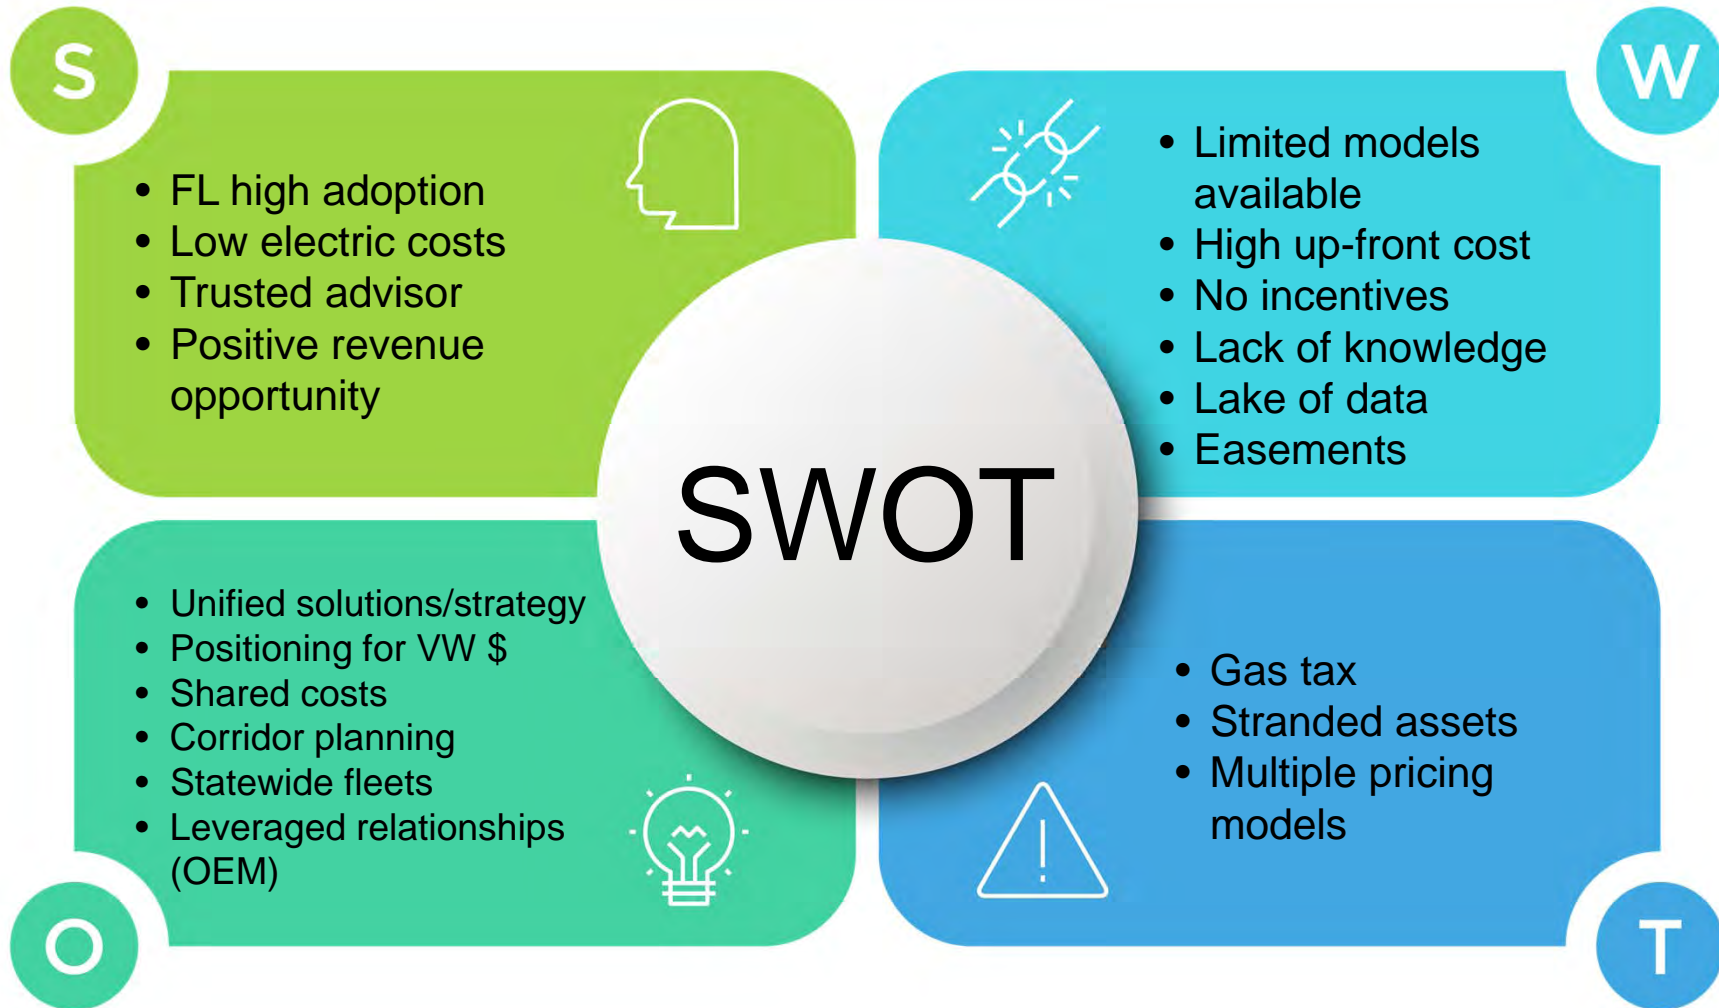 S
• FL high adoption
• Low electric costs
• Trusted advisor
• Positive revenue
opportunity
W
• Limited models
available
• High up-front cost
• No incentives
• Lack of knowledge
• Lake of data
• Easements
SWOT
O
• Unified solutions/strategy
• Positioning for VW $
• Shared costs
• Corridor planning
• Statewide fleets
• Leveraged relationships
(OEM)
T
• Gas tax
• Stranded assets
• Multiple pricing
models